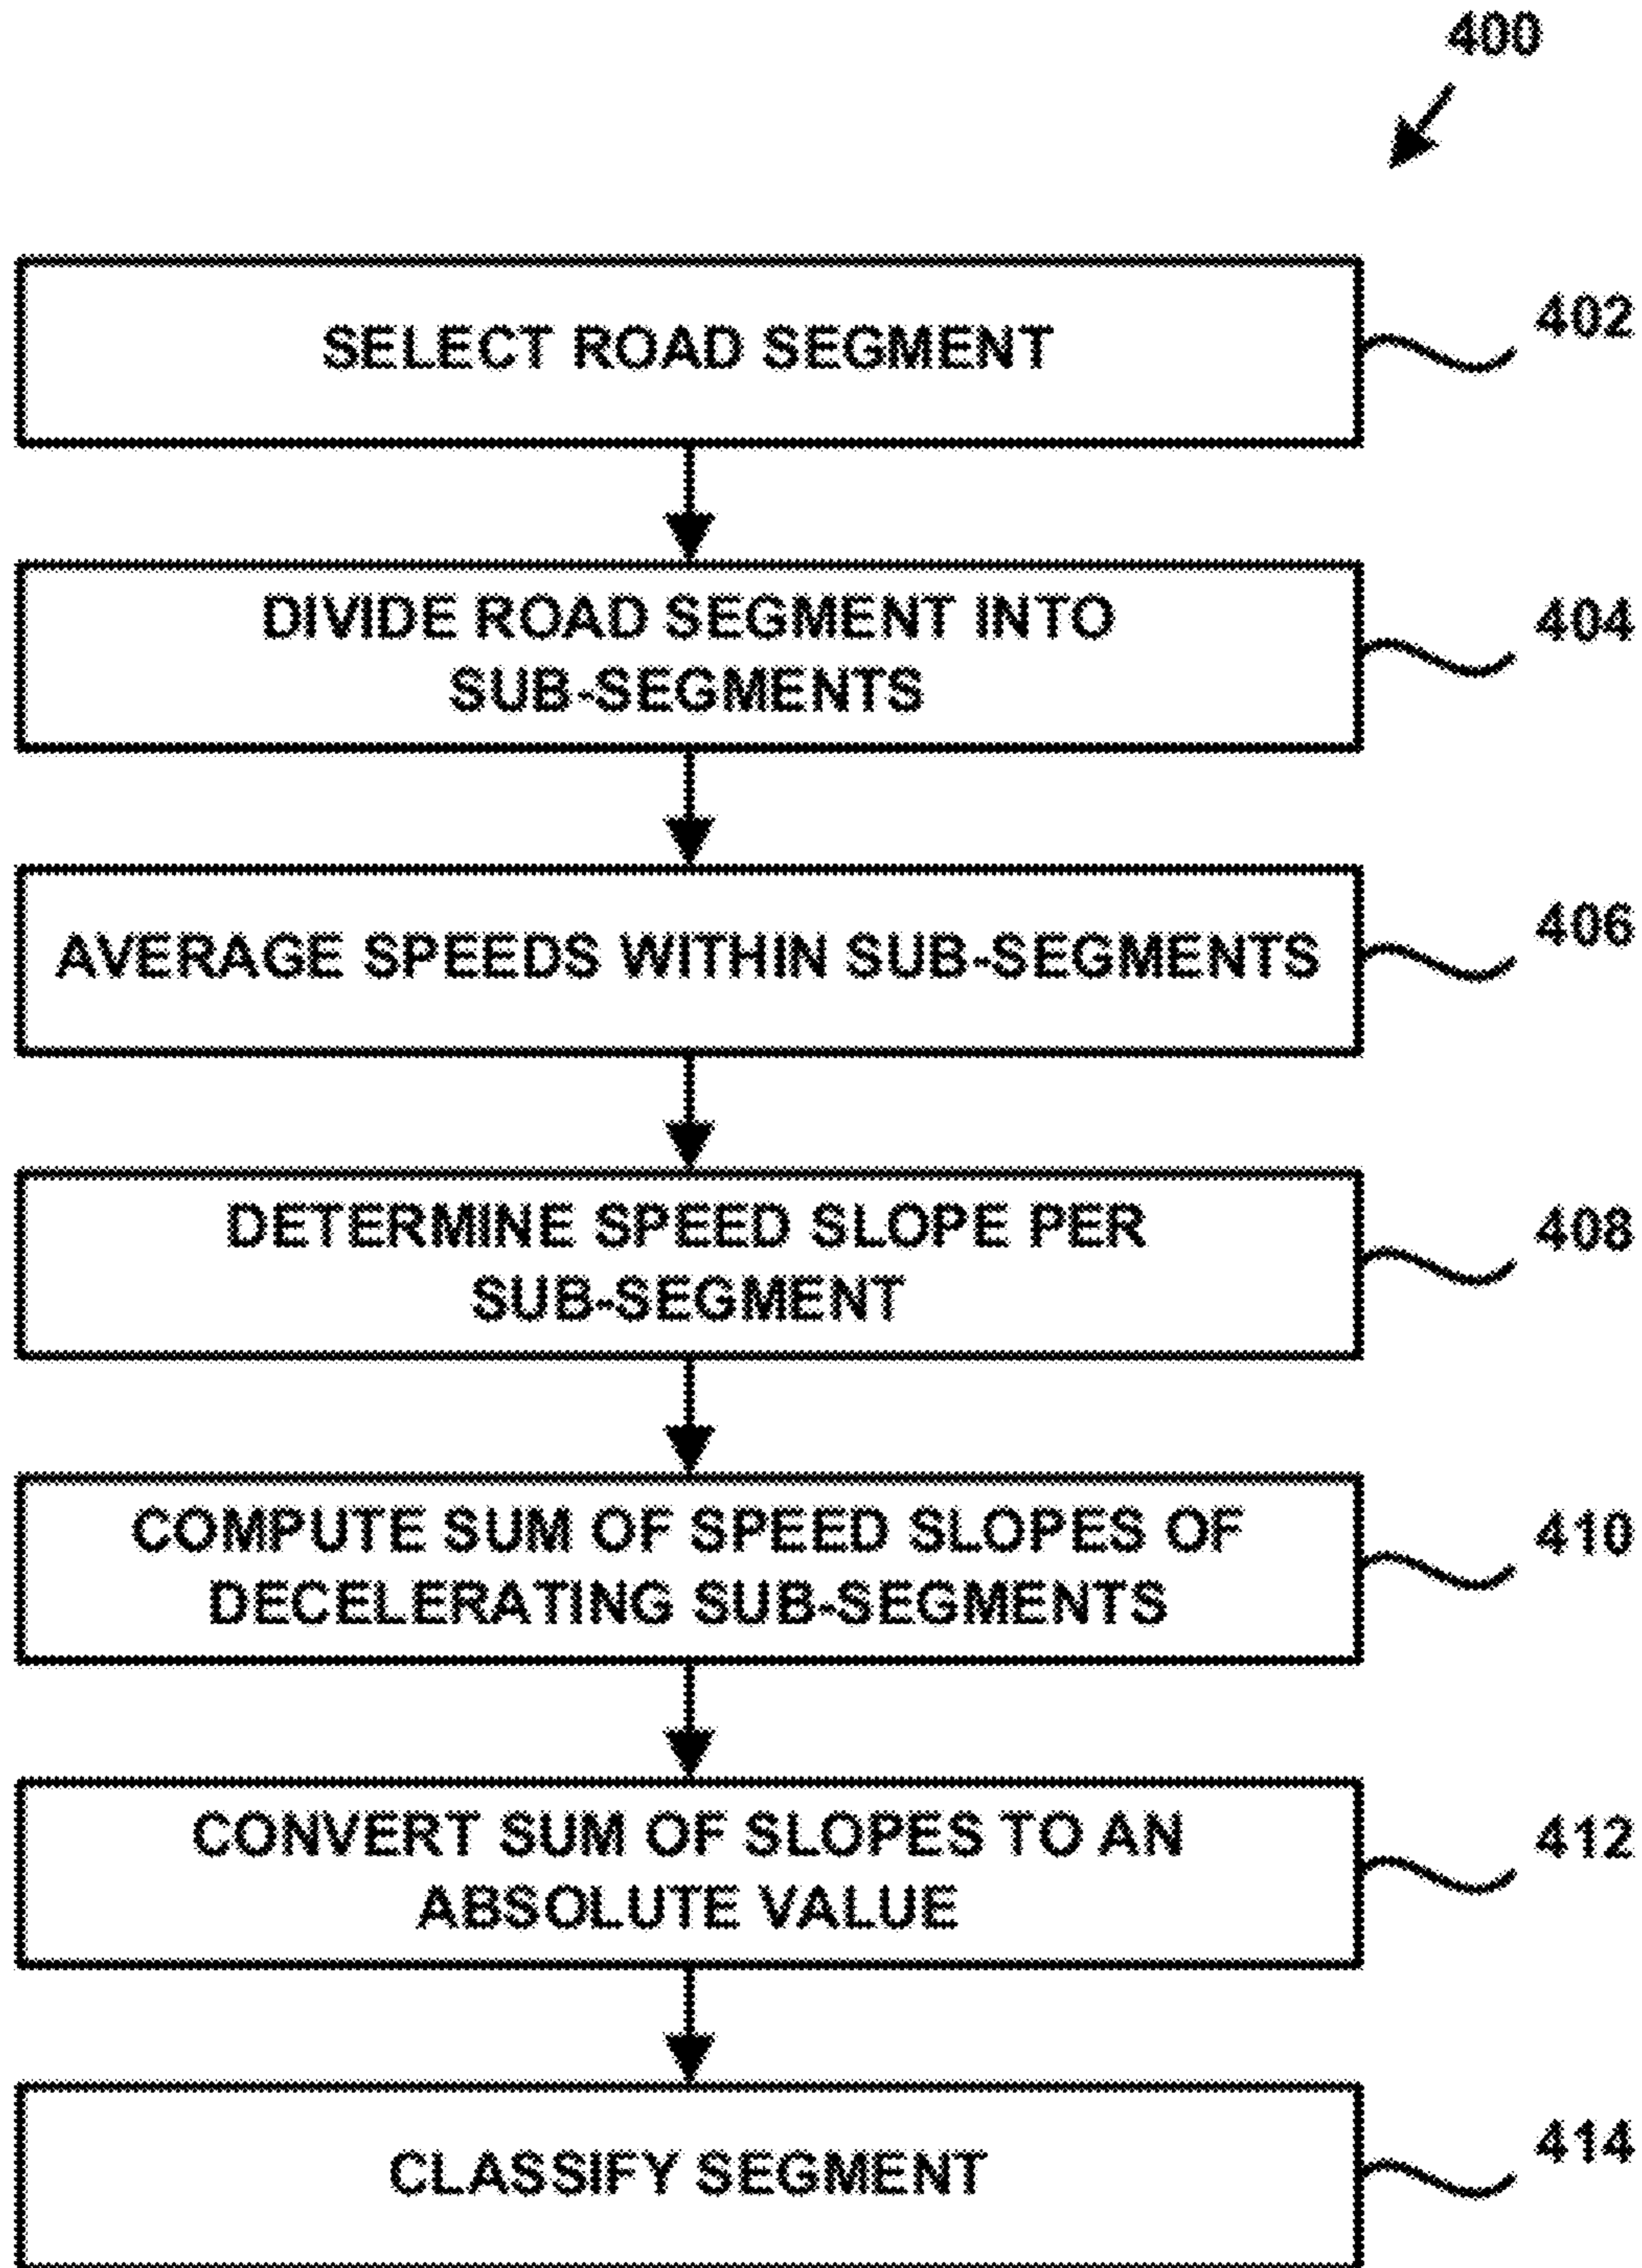 400
SELECT ROAD SEGMENT
402
DIVIDE ROAD SEGMENT INTO
SUB-SEGMENTS
404
AVERAGE SPEEDS WITHIN SUB-SEGMENTS
406
DETERMINE SPEED SLOPE PER
SUB-SEGMENT
408
COMPUTE SUM OF SPEED SLOPES OF
DECELERATING SUB-SEGMENTS
410
CONVERT SUM OF SLOPES TO AN
ABSOLUTE VALUE
412
CLASSIFY SEGMENT
414